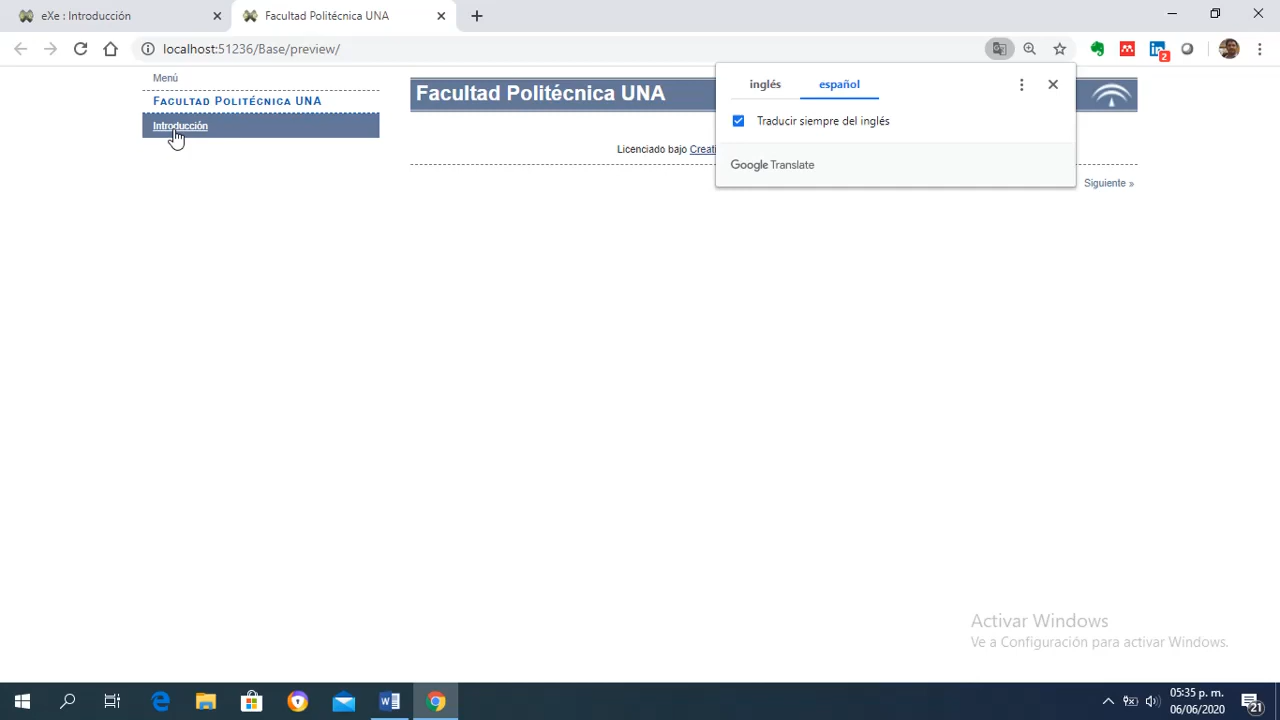 eXe : Introducción
Facultad Politécnica UNA
localhost:51236/Base/preview/
2
Menú
Facultad Politécnica UNA
Introducción
Facultad Politécnica UNA
Licenciado bajo Creati
Siguiente »
inglés español
Traducir siempre del inglés
Google Translate
Activar Windows
Ve a Configuración para activar Windows.
05:35 p. m.
06/06/2020
21